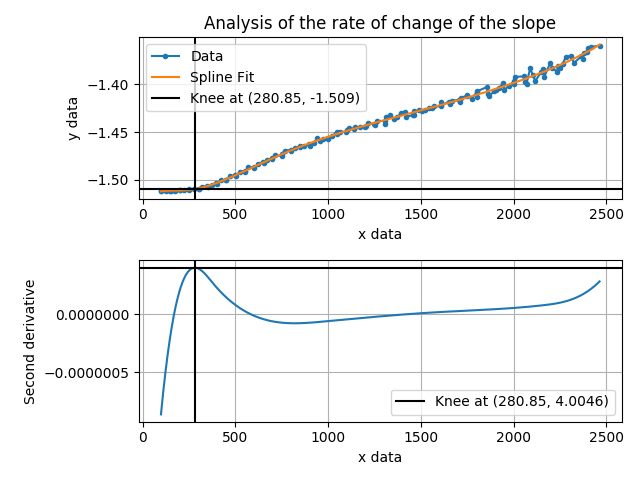 Analysis of the rate of change of the slope
Data
Spline Fit
Knee at (280.85, -1.509)
y data
−1.40
−1.45
−1.50
0 500 1000 1500 2000 2500
x data
Second derivative
0.0000000
−0.0000005
Knee at (280.85, 4.0046)
0 500 1000 1500 2000 2500
x data